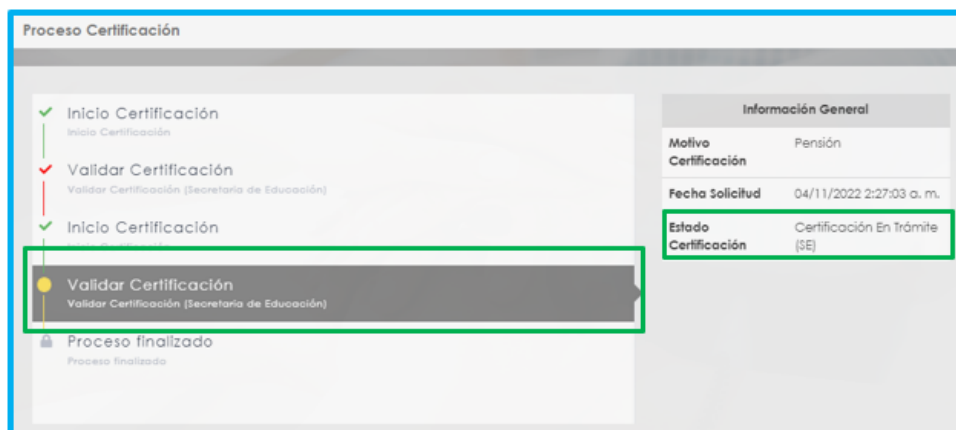 Proceso Certificación
Inicio Certificación
Inicio Certificación
Validar Certificación
Validar Certificación (Secretaria de Educación)
Inicio Certificación
Inicio Certificación
Validar Certificación
Validar Certificación (Secretaria de Educación)
Proceso finalizado
Proceso finalizado
Información General
Motivo Certificación Pensión
Fecha Solicitud 04/11/2022 2:27:03 a. m.
Estado Certificación Certificación En Trámite (SE)